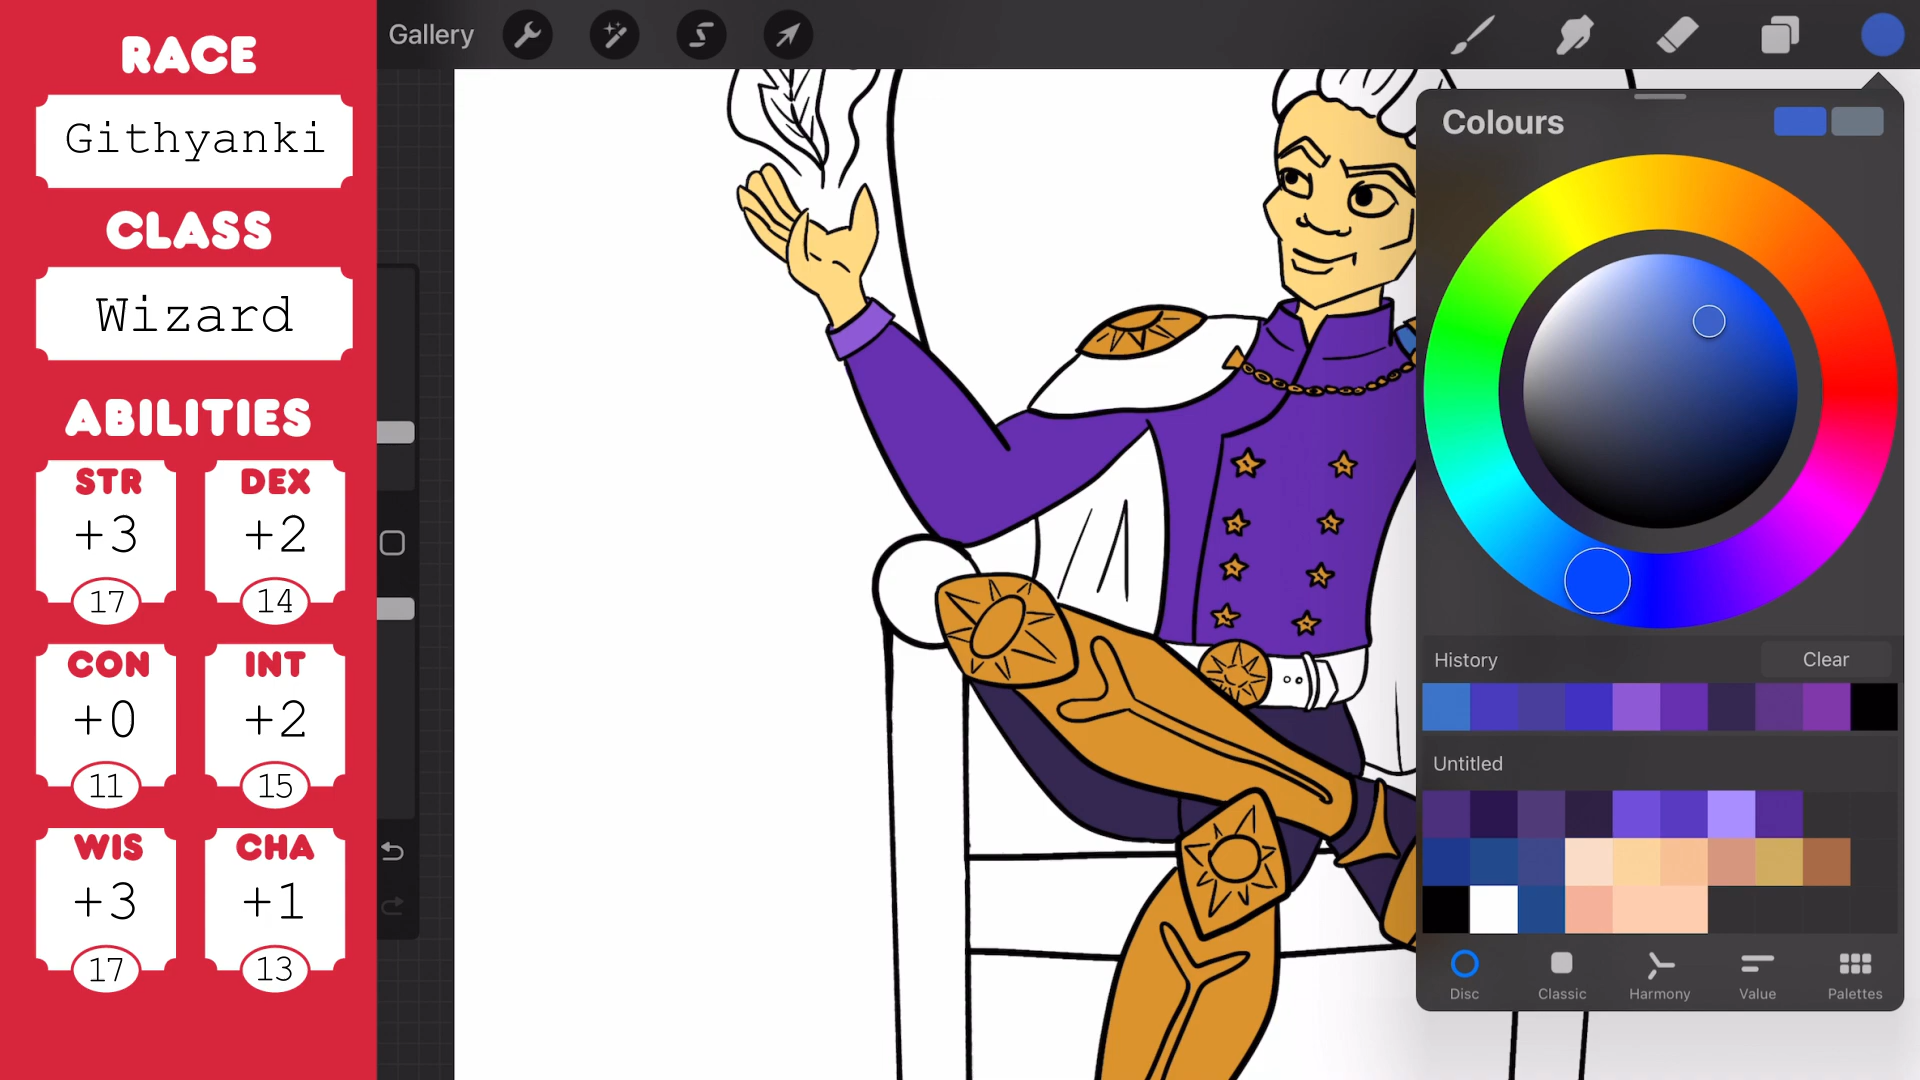 RACE
Githyanki
CLASS
Wizard
ABILITIES
STR
+3
17
DEX
+2
14
CON
+0
11
INT
+2
15
WIS
+3
17
CHA
+1
13
Gallery
Colours
History
Clear
Untitled
Disc
Classic
Harmony
Value
Palettes